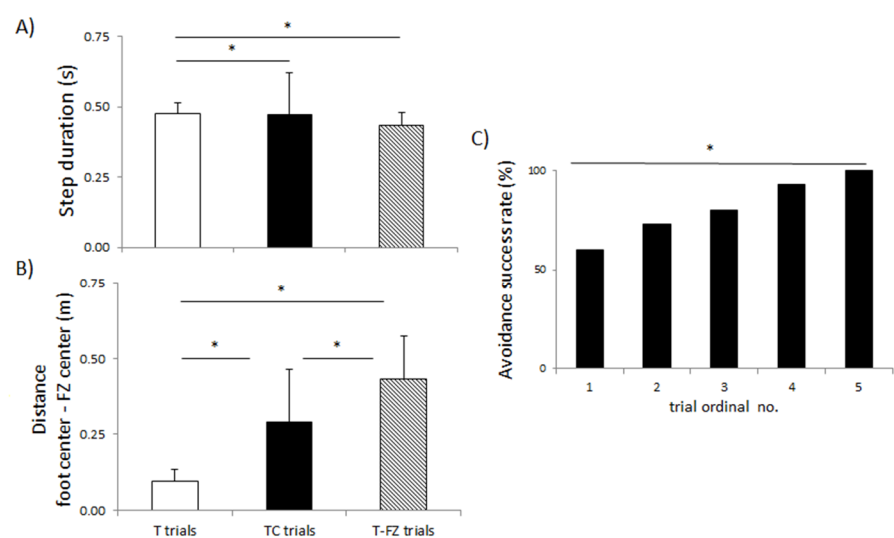 A)
Step duration (s)
0.75
0.50
0.25
0.00
*
*
B)
Distance
foot center - FZ center (m)
0.75
0.50
0.25
0.00
*
*
*
T trials
TC trials
T-FZ trials
C)
Avoidance success rate (%)
100
50
0
*
1
2
3
4
5
trial ordinal no.